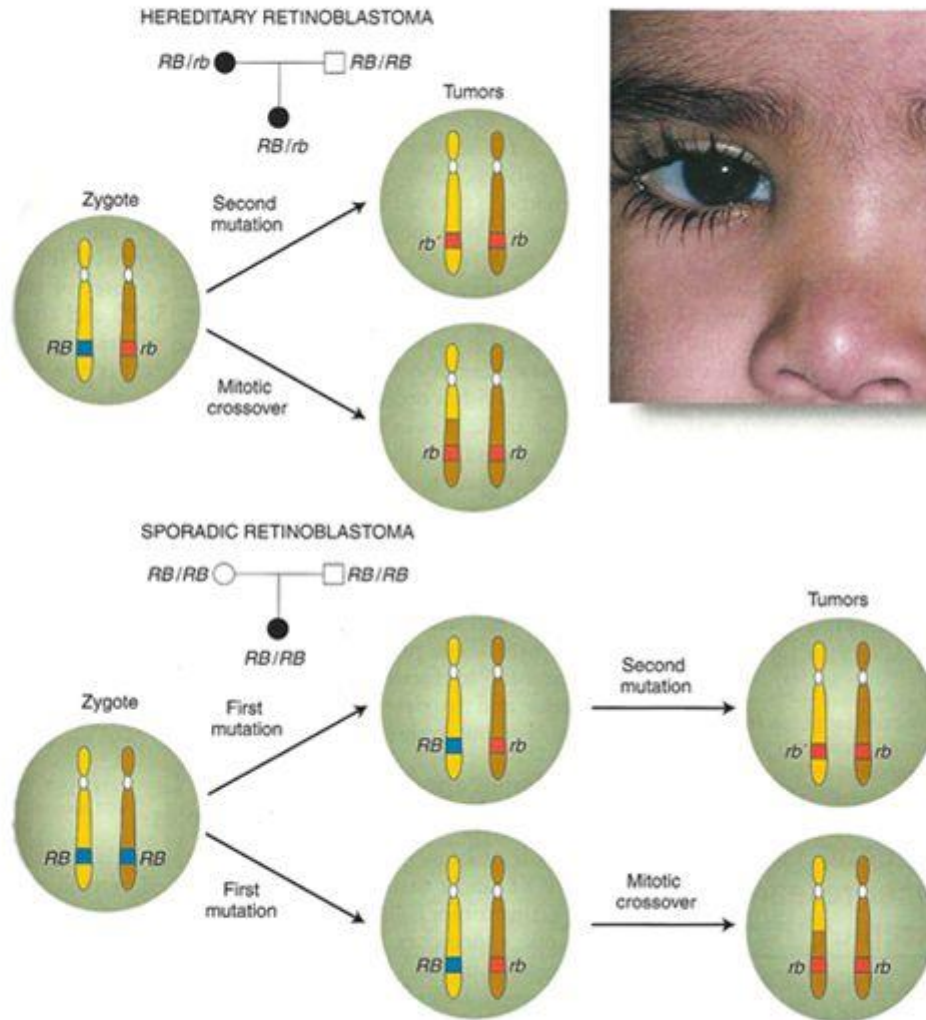 HEREDITARY RETINOBLASTOMA
RB/rb RB/RB
RB/rb
Tumors
Zygote
Second
mutation
rb´ rb
RB rb
Mitotic
crossover
rb rb
SPORADIC RETINOBLASTOMA
RB/RB RB/RB
RB/RB
Tumors
Zygote
First
mutation
Second
mutation
RB rb
rb´ rb
RB RB
First
mutation
Mitotic
crossover
RB rb
rb rb